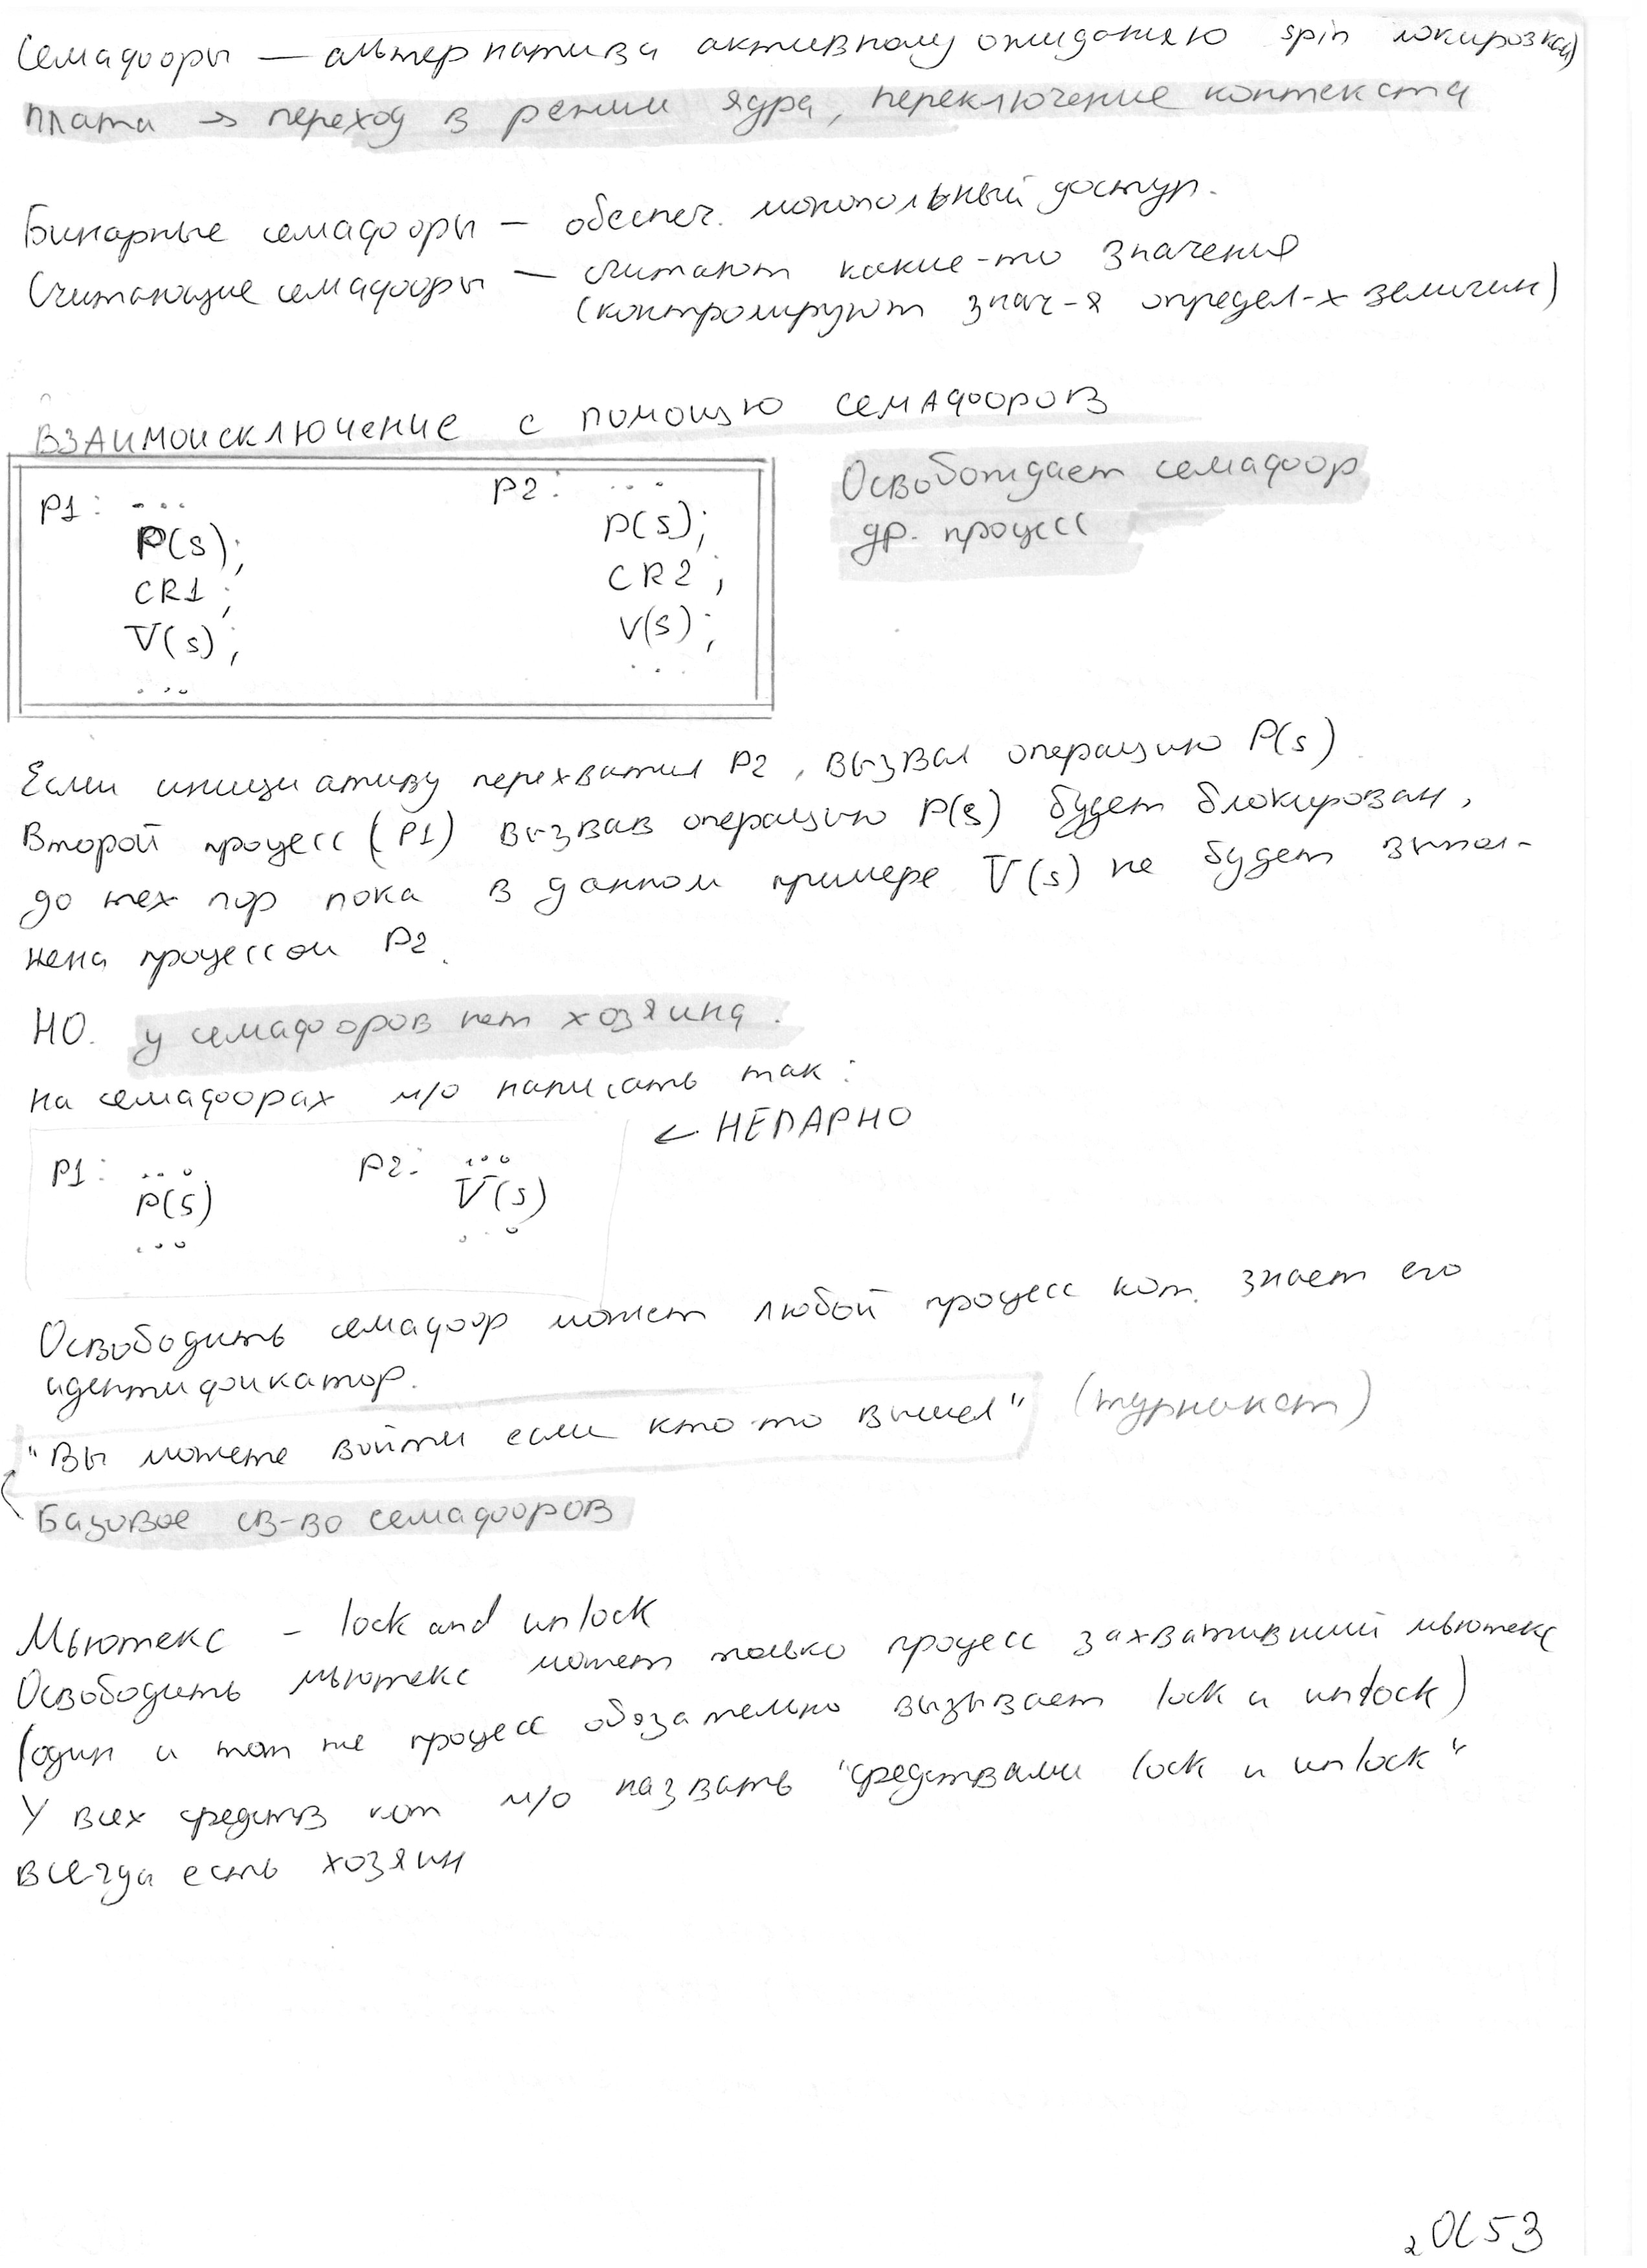 Семафоры — альтернатива активному ожиданию spin локировкам
плата → переход в режим ядра, переключение контекста
Бинарные семафоры — обеспеч. монопольный доступ.
Считающие семафоры — считают какие-то значения
(контролируют знач-я определ-х величин)
ВЗАИМОИСКЛЮЧЕНИЕ С ПОМОЩЬЮ СЕМАФОРОВ
P1: ... P2: ...
P(s); P(s);
CR1; CR2;
V(s); V(s);
... ...
Освобождает семафор
др. процесс
Если инициативу перехватил P2, вызвал операцию P(s)
Второй процесс (P1) вызвав операцию P(s) будет блокирован,
до тех пор пока в данном примере V(s) не будет выпол-
нена процессом P2.
НО. у семафоров нет хозяина.
на семафорах м/о написать так:
← НЕПАРНО
P1: ... P2: ...
P(s) V(s)
... ...
Освободить семафор может любой процесс кот. знает его
идентификатор.
"Вы можете войти если кто-то вышел" (турникет)
Базовое св-во семафоров
Мьютекс - lock and unlock
Освободить мьютекс может только процесс захвативший мьютекс
(один и тот же процесс обязательно вызывает lock и unlock)
У всех средств кот м/о назвать "средствами lock и unlock"
всегда есть хозяин
2 ОС 53